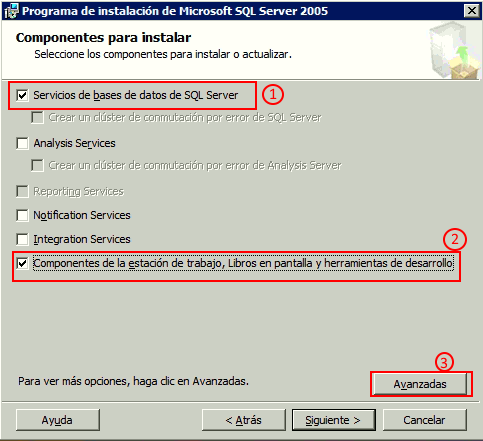 Programa de instalación de Microsoft SQL Server 2005
Componentes para instalar
Seleccione los componentes para instalar o actualizar.
Servicios de bases de datos de SQL Server
1
Crear un clúster de conmutación por error de SQL Server
Analysis Services
Crear un clúster de conmutación por error de Analysis Server
Reporting Services
Notification Services
Integration Services
2
Componentes de la estación de trabajo, Libros en pantalla y herramientas de desarrollo
3
Para ver más opciones, haga clic en Avanzadas.
Avanzadas
Ayuda
< Atrás
Siguiente >
Cancelar